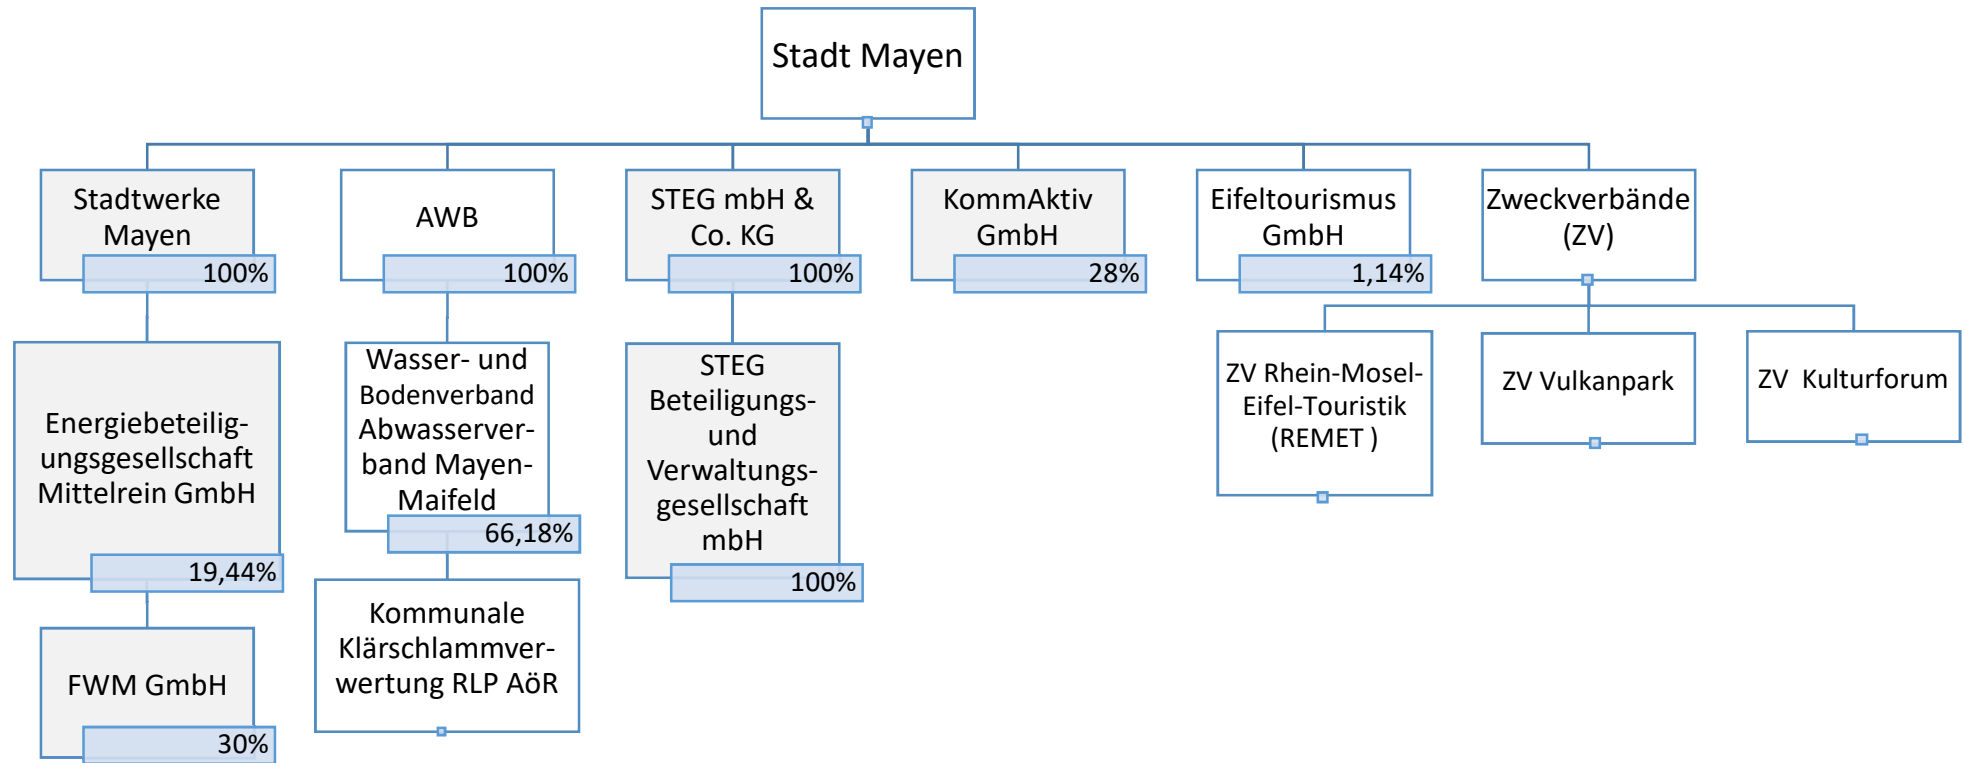 Stadt Mayen
Stadtwerke
Mayen
100%
AWB
100%
STEG mbH &
Co. KG
100%
KommAktiv
GmbH
28%
Eifeltourismus
GmbH
1,14%
Zweckverbände
(ZV)
Energiebeteilig-
ungsgesellschaft
Mittelrein GmbH
19,44%
Wasser- und
Bodenverband
Abwasserver-
band Mayen-
Maifeld
66,18%
STEG
Beteiligungs-
und
Verwaltungs-
gesellschaft
mbH
100%
ZV Rhein-Mosel-
Eifel-Touristik
(REMET )
ZV Vulkanpark
ZV  Kulturforum
FWM GmbH
30%
Kommunale
Klärschlammver-
wertung RLP AöR